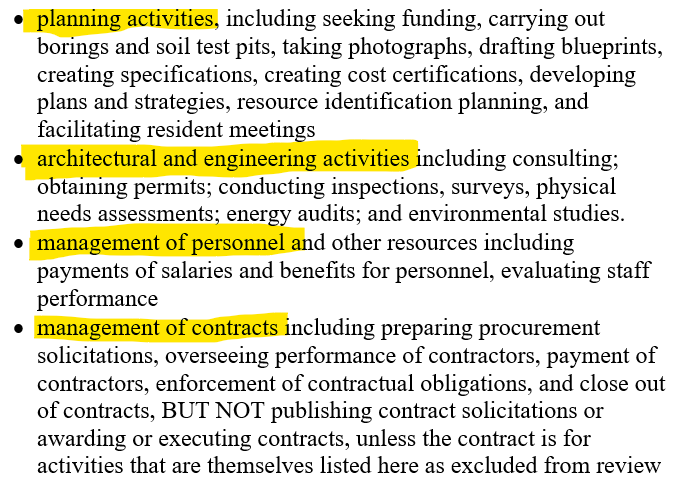 • planning activities, including seeking funding, carrying out
borings and soil test pits, taking photographs, drafting blueprints,
creating specifications, creating cost certifications, developing
plans and strategies, resource identification planning, and
facilitating resident meetings
• architectural and engineering activities including consulting;
obtaining permits; conducting inspections, surveys, physical
needs assessments; energy audits; and environmental studies.
• management of personnel and other resources including
payments of salaries and benefits for personnel, evaluating staff
performance
• management of contracts including preparing procurement
solicitations, overseeing performance of contractors, payment of
contractors, enforcement of contractual obligations, and close out
of contracts, BUT NOT publishing contract solicitations or
awarding or executing contracts, unless the contract is for
activities that are themselves listed here as excluded from review